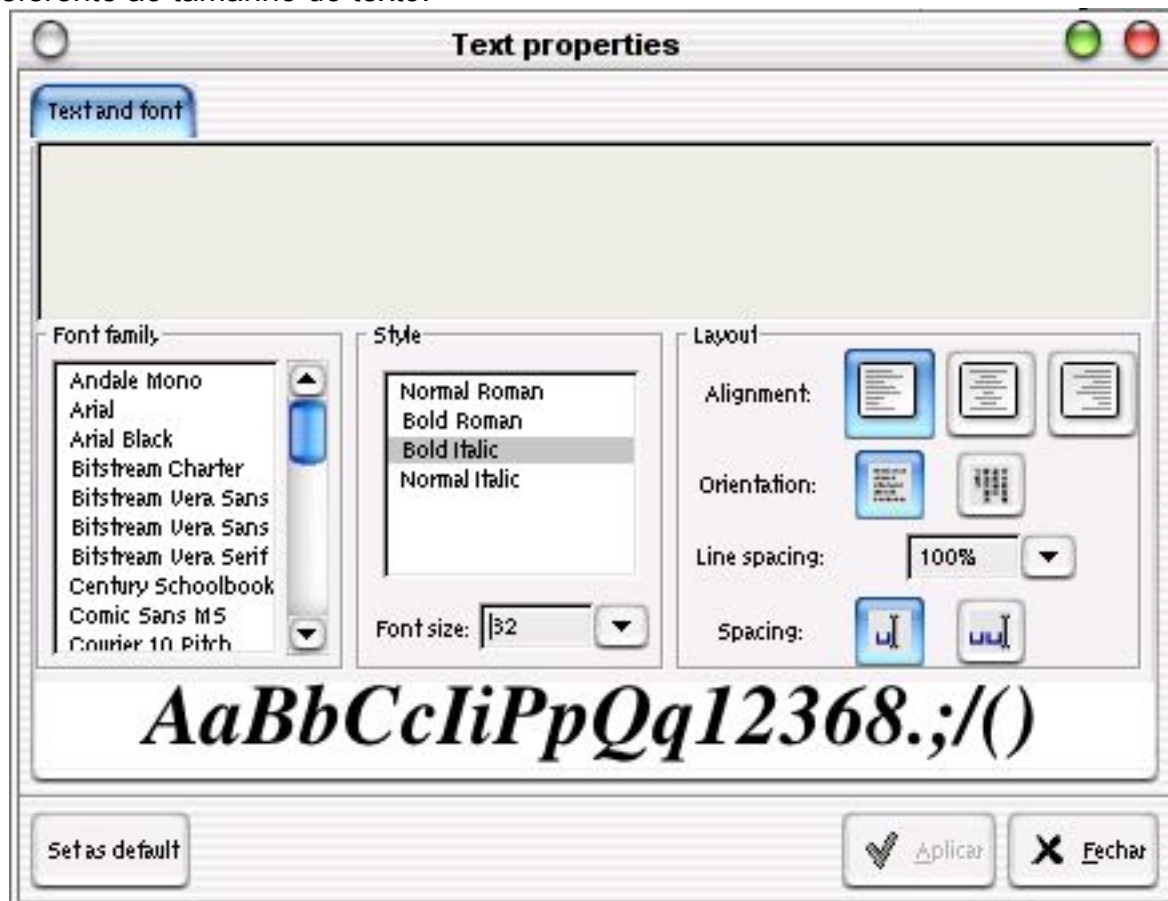 Text properties
Text and font
Font family
Andale Mono
Arial
Arial Black
Bitstream Charter
Bitstream Vera Sans
Bitstream Vera Sans
Bitstream Vera Serif
Century Schoolbook
Comic Sans MS
Courier 10 Pitch
Style
Normal Roman
Bold Roman
Bold Italic
Normal Italic
Font size: 32
Layout
Alignment:
Orientation:
Line spacing: 100%
Spacing:
AaBbCcIiPpQq12368.;/()
Set as default
Aplicar
Fechar